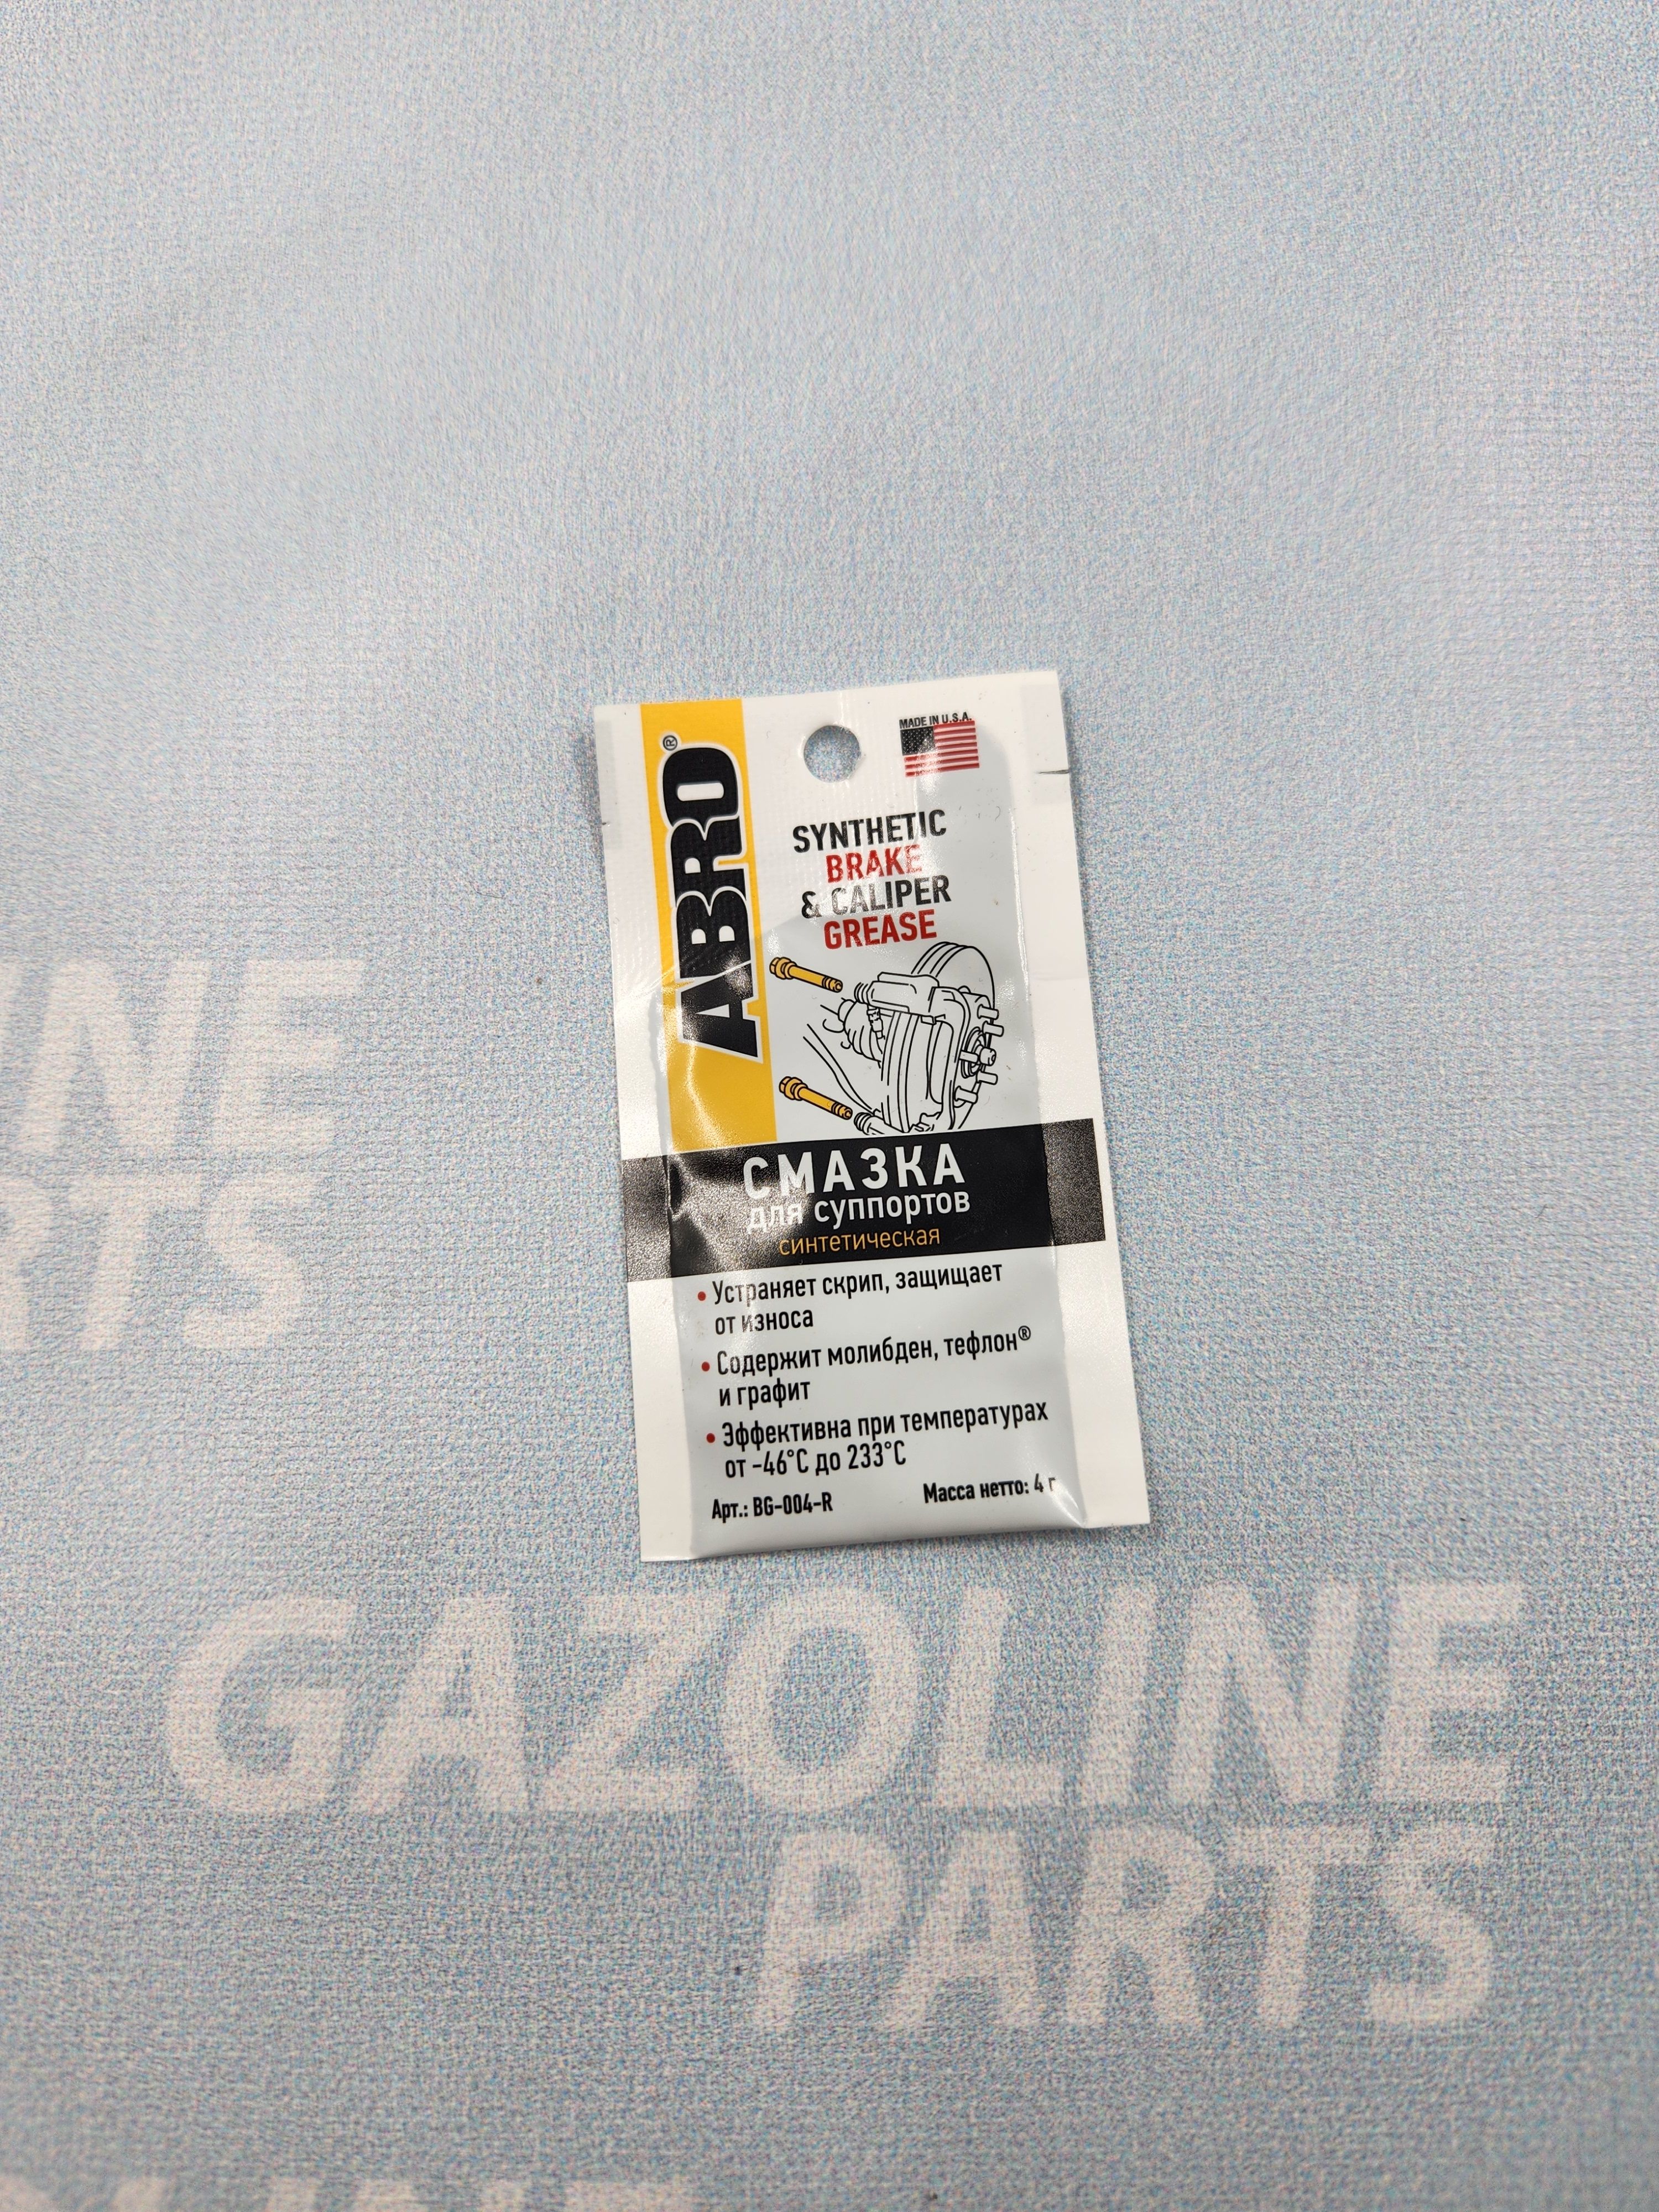 ABRO®
MADE IN U.S.A.
SYNTHETIC
BRAKE
& CALIPER
GREASE
СМАЗКА
для суппортов
синтетическая
• Устраняет скрип, защищает
от износа
• Содержит молибден, тефлон®
и графит
• Эффективна при температурах
от -46°C до 233°C
Арт.: BG-004-R
Масса нетто: 4 г
GAZOLINE
PARTS